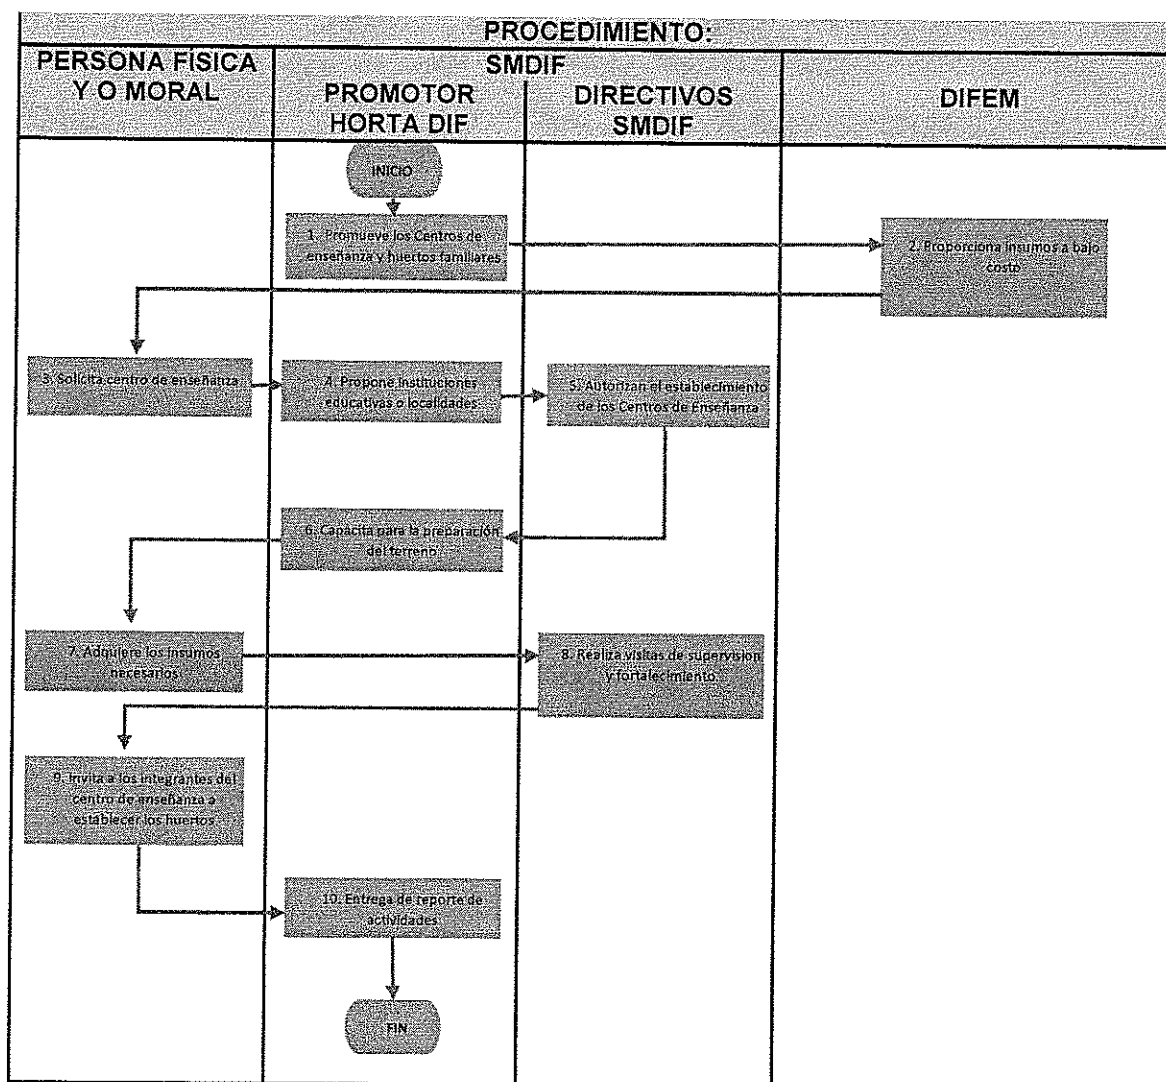 PROCEDIMIENTO:
PERSONA FÍSICA
Y O MORAL
SMDIF
PROMOTOR
HORTA DIF
DIRECTIVOS
SMDIF
DIFEM
INICIO
1. Promueve los Centros de
enseñanza y huertos familiares
2. Proporciona insumos a bajo
costo
3. Solicita centro de enseñanza
4. Propone instituciones
educativas o localidades
5. Autorizan el establecimiento
de los Centros de Enseñanza
6. Capacita para la preparación
del terreno
7. Adquiere los insumos
necesarios
8. Realiza visitas de supervisión
y fortalecimiento
9. Invita a los integrantes del
centro de enseñanza a
establecer los huertos
10. Entrega de reporte de
actividades
FIN